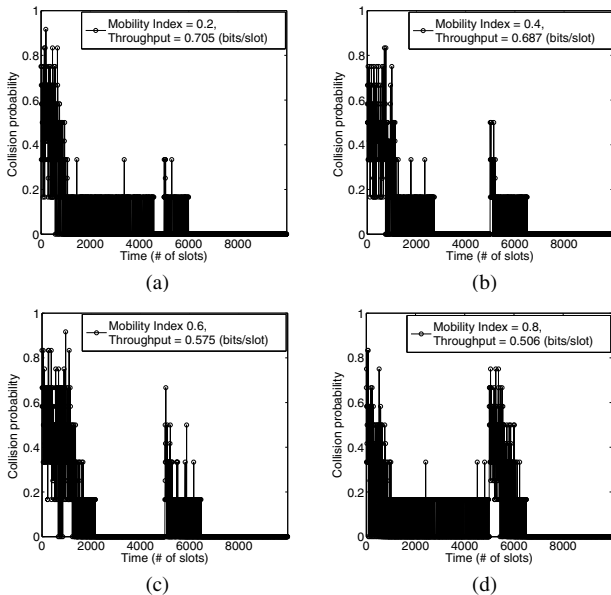 Mobility Index = 0.2,
Throughput = 0.705 (bits/slot)
Collision probability
1
0.8
0.6
0.4
0.2
0
0 2000 4000 6000 8000
Time (# of slots)
(a)
Mobility Index = 0.4,
Throughput = 0.687 (bits/slot)
Collision probability
1
0.8
0.6
0.4
0.2
0
0 2000 4000 6000 8000
Time (# of slots)
(b)
Mobility Index 0.6,
Throughput = 0.575 (bits/slot)
Collision probability
1
0.8
0.6
0.4
0.2
0
0 2000 4000 6000 8000
Time (# of slots)
(c)
Mobility Index = 0.8,
Throughput = 0.506 (bits/slot)
Collision probability
1
0.8
0.6
0.4
0.2
0
0 2000 4000 6000 8000
Time (# of slots)
(d)